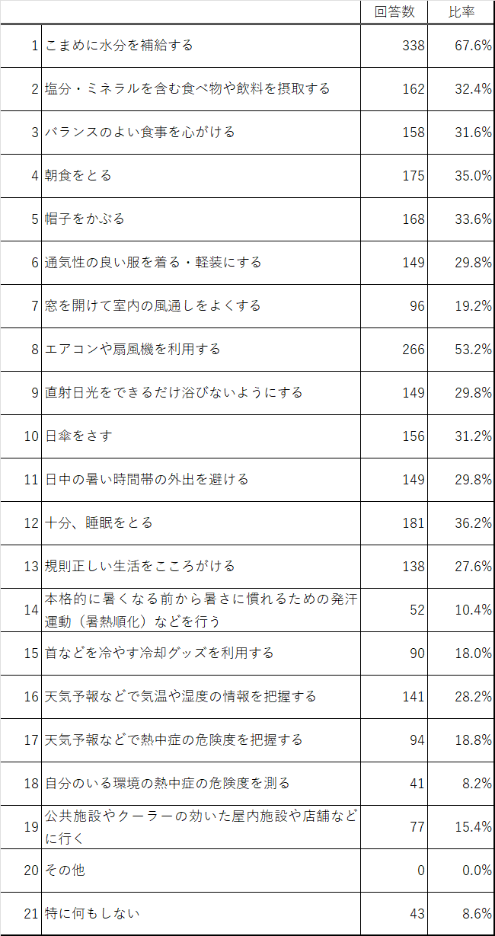 回答数 比率
1 こまめに水分を補給する 338 67.6%
2 塩分・ミネラルを含む食べ物や飲料を摂取する 162 32.4%
3 バランスのよい食事を心がける 158 31.6%
4 朝食をとる 175 35.0%
5 帽子をかぶる 168 33.6%
6 通気性の良い服を着る・軽装にする 149 29.8%
7 窓を開けて室内の風通しをよくする 96 19.2%
8 エアコンや扇風機を利用する 266 53.2%
9 直射日光をできるだけ浴びないようにする 149 29.8%
10 日傘をさす 156 31.2%
11 日中の暑い時間帯の外出を避ける 149 29.8%
12 十分、睡眠をとる 181 36.2%
13 規則正しい生活をこころがける 138 27.6%
14 本格的に暑くなる前から暑さに慣れるための発汗
運動（暑熱順化）などを行う 52 10.4%
15 首などを冷やす冷却グッズを利用する 90 18.0%
16 天気予報などで気温や湿度の情報を把握する 141 28.2%
17 天気予報などで熱中症の危険度を把握する 94 18.8%
18 自分のいる環境の熱中症の危険度を測る 41 8.2%
19 公共施設やクーラーの効いた屋内施設や店舗など
に行く 77 15.4%
20 その他 0 0.0%
21 特に何もしない 43 8.6%